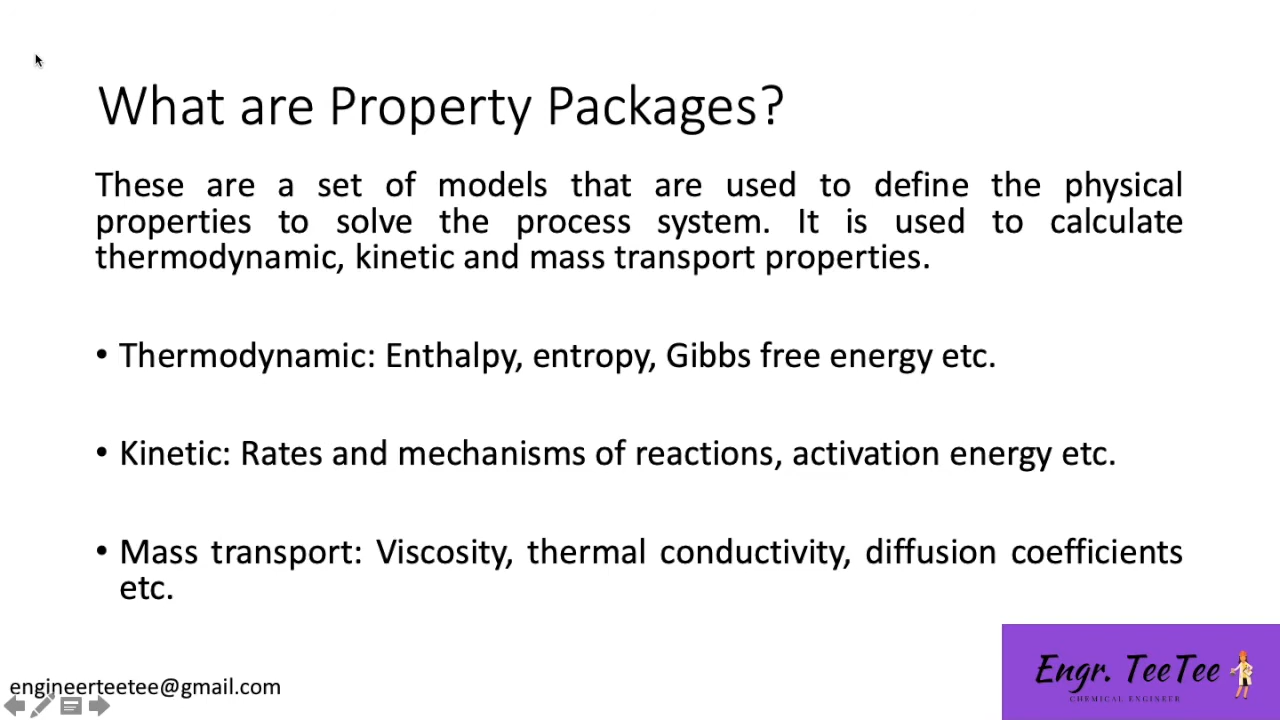 What are Property Packages?
These are a set of models that are used to define the physical
properties to solve the process system. It is used to calculate
thermodynamic, kinetic and mass transport properties.
• Thermodynamic: Enthalpy, entropy, Gibbs free energy etc.
• Kinetic: Rates and mechanisms of reactions, activation energy etc.
• Mass transport: Viscosity, thermal conductivity, diffusion coefficients
etc.
Engr. TeeTee
CHEMICAL ENGINEER
engineerteetee@gmail.com